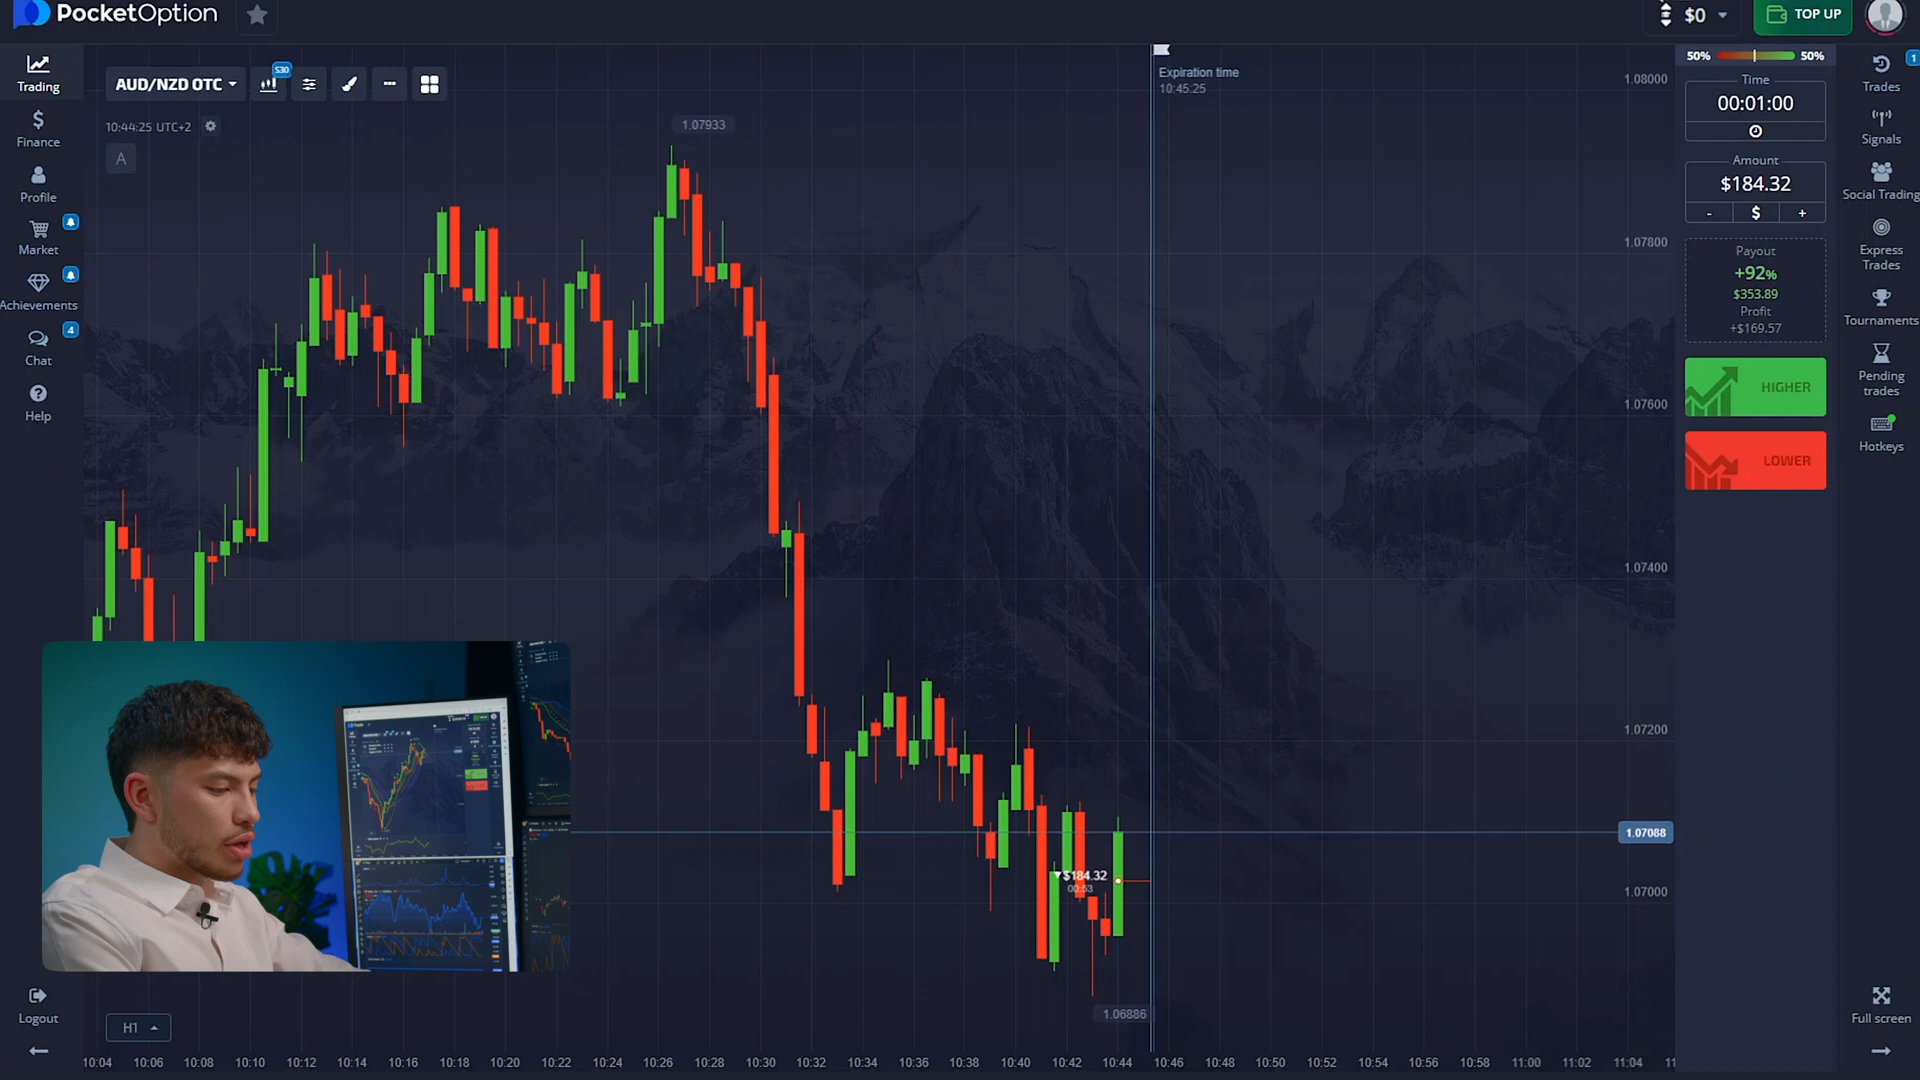 PocketOption
$0
TOP UP
Trading
Finance
Profile
Market
Achievements
Chat
4
Help
Logout
AUD/NZD OTC
S30
10:44:25 UTC+2
A
1.07933
Expiration time
10:45:25
1.08000
1.07800
1.07600
1.07400
1.07200
1.07088
1.07000
▼$184.32
00:53
1.06886
H1
10:04 10:06 10:08 10:10 10:12 10:14 10:16 10:18 10:20 10:22 10:24 10:26 10:28 10:30 10:32 10:34 10:36 10:38 10:40 10:42 10:44 10:46 10:48 10:50 10:52 10:54 10:56 10:58 11:00 11:02 11:04
50% 50%
Time
00:01:00
Amount
$184.32
- $ +
Payout
+92%
$353.89
Profit
+$169.57
HIGHER
LOWER
1
Trades
Signals
Social Trading
Express
Trades
Tournaments
Pending
trades
Hotkeys
Full screen